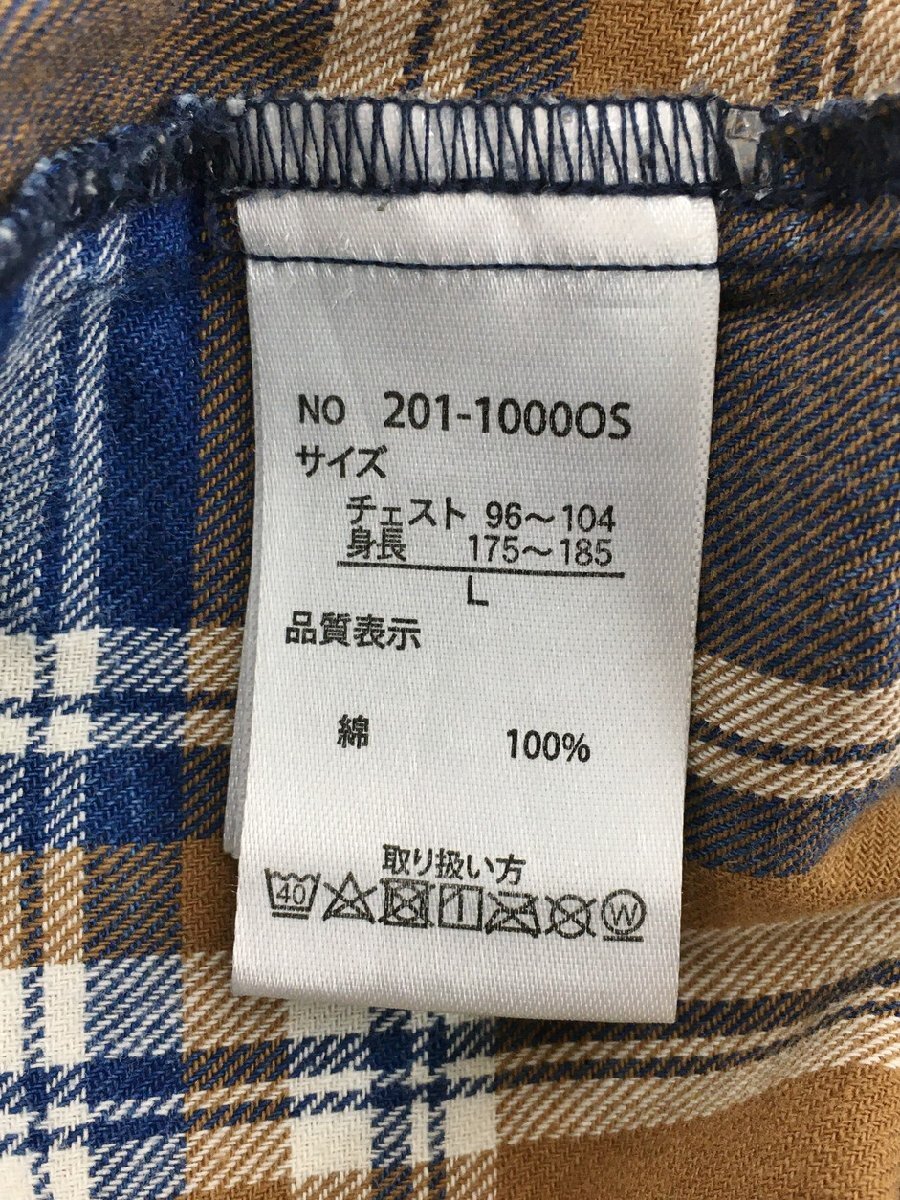 NO 201-1000OS
サイズ
チェスト 96～104
身長 175～185
L
品質表示
綿 100%
取り扱い方
40 1 W